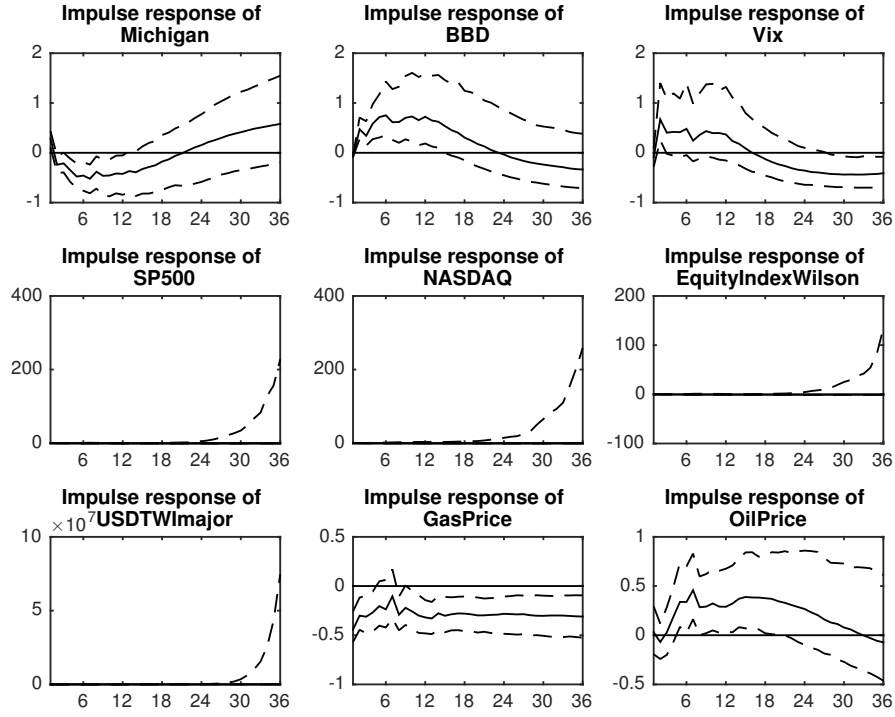 Impulse response of Michigan
2
1
0
-1
6 12 18 24 30 36
Impulse response of BBD
2
1
0
-1
6 12 18 24 30 36
Impulse response of Vix
2
1
0
-1
6 12 18 24 30 36
Impulse response of SP500
400
200
0
6 12 18 24 30 36
Impulse response of NASDAQ
400
200
0
6 12 18 24 30 36
Impulse response of EquityIndexWilson
200
100
0
-100
6 12 18 24 30 36
Impulse response of
×10⁷USDTWImajor
10
5
0
6 12 18 24 30 36
Impulse response of GasPrice
0.5
0
-0.5
-1
6 12 18 24 30 36
Impulse response of OilPrice
1
0.5
0
-0.5
6 12 18 24 30 36